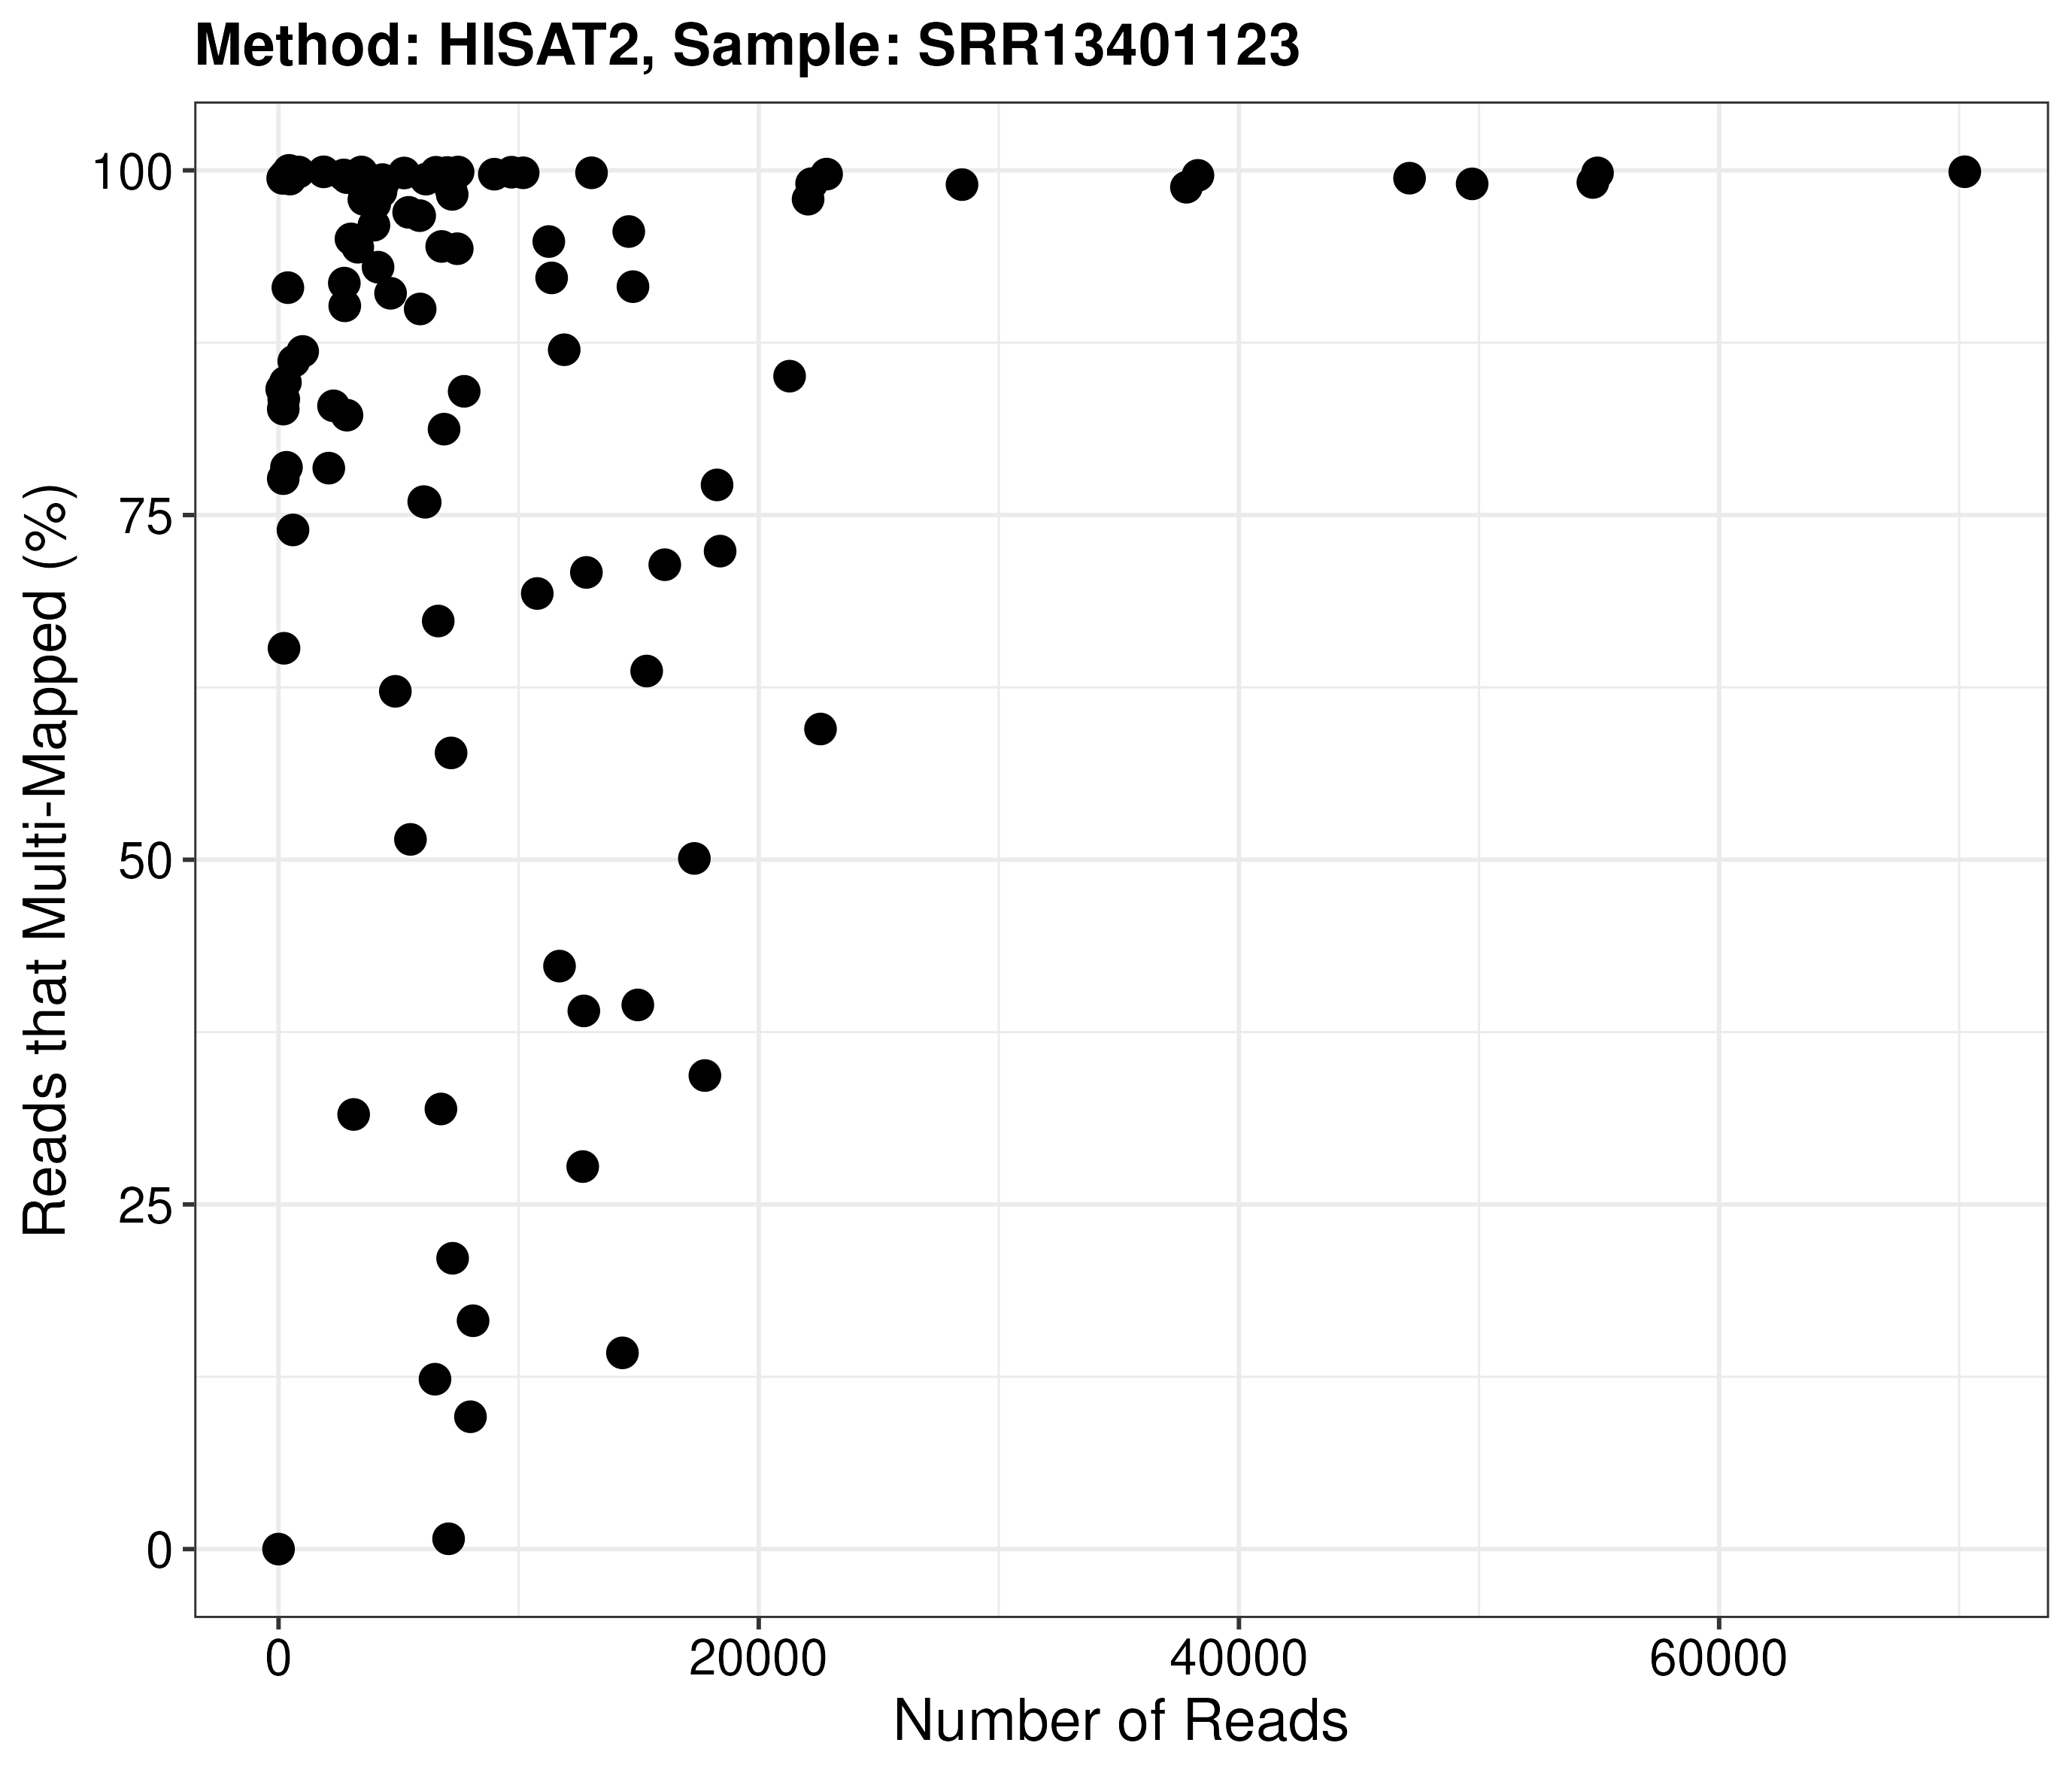 Method: HISAT2, Sample: SRR13401123
Reads that Multi-Mapped (%)
100
75
50
25
0
0 20000 40000 60000
Number of Reads